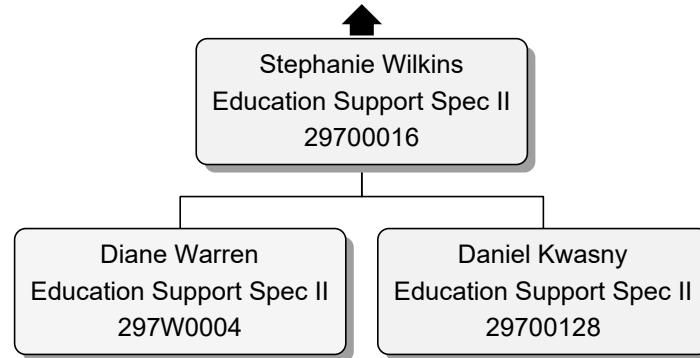 Stephanie Wilkins
Education Support Spec II
29700016
Diane Warren
Education Support Spec II
297W0004
Daniel Kwasny
Education Support Spec II
29700128